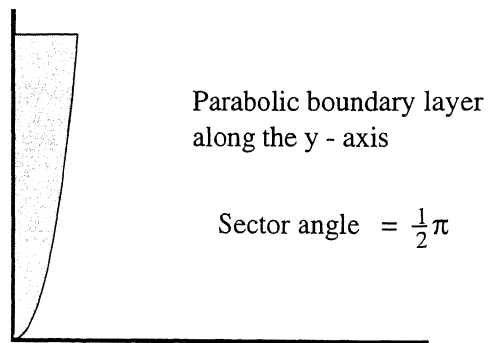 Parabolic boundary layer
along the y - axis
Sector angle = ½π